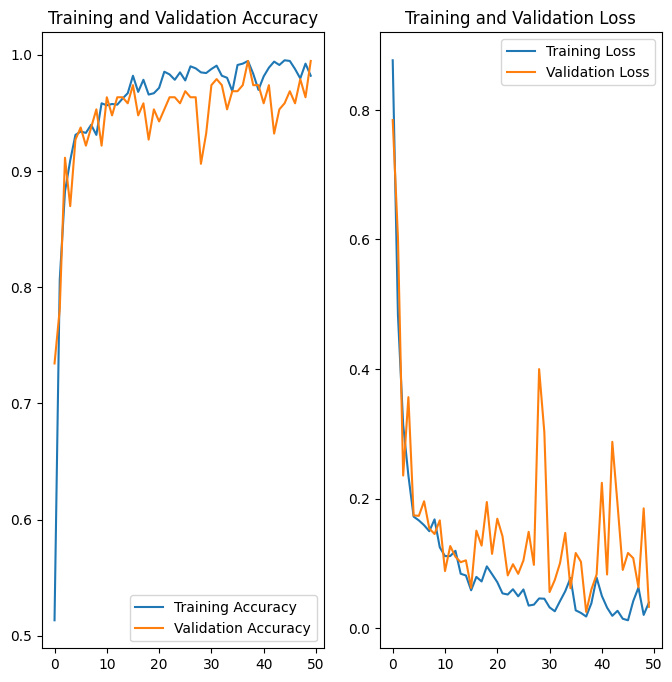 Training and Validation Accuracy
1.0
0.9
0.8
0.7
0.6
0.5
0 10 20 30 40 50
Training Accuracy
Validation Accuracy
Training and Validation Loss
0.8
0.6
0.4
0.2
0.0
0 10 20 30 40 50
Training Loss
Validation Loss